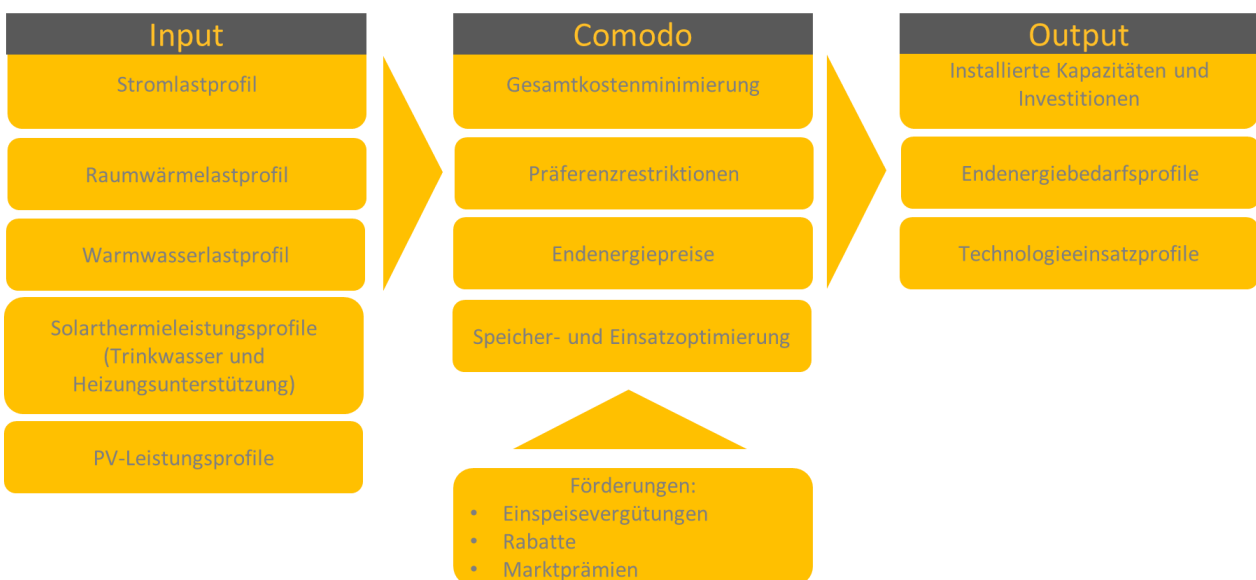 Input
Stromlastprofil
Raumwärmelastprofil
Warmwasserlastprofil
Solarthermieleistungsprofile
(Trinkwasser und
Heizungsunterstützung)
PV-Leistungsprofile
Comodo
Gesamtkostenminimierung
Präferenzrestriktionen
Endenergiepreise
Speicher- und Einsatzoptimierung
Förderungen:
• Einspeisevergütungen
• Rabatte
• Marktprämien
Output
Installierte Kapazitäten und
Investitionen
Endenergiebedarfsprofile
Technologieeinsatzprofile